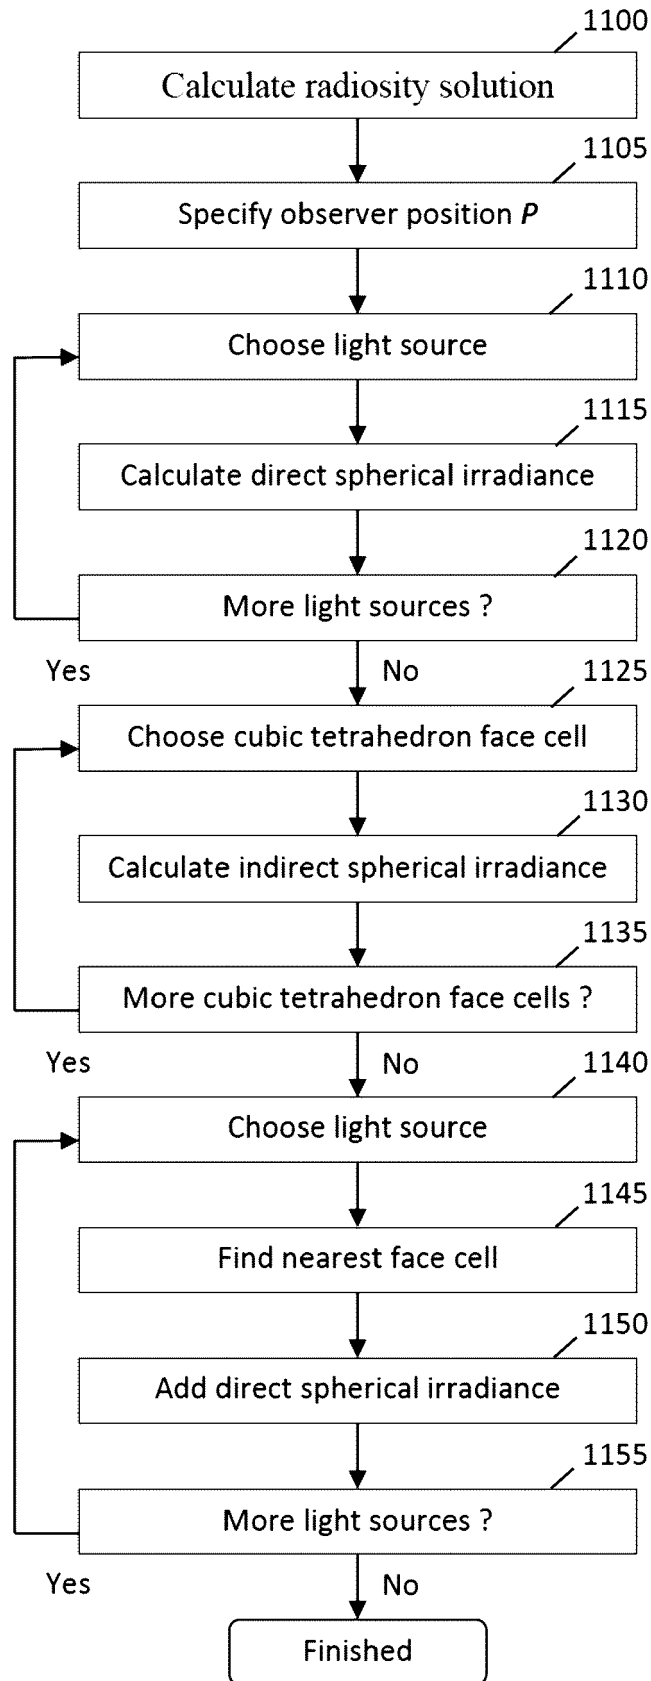 1100
Calculate radiosity solution
1105
Specify observer position P
1110
Choose light source
1115
Calculate direct spherical irradiance
1120
More light sources ?
Yes No
1125
Choose cubic tetrahedron face cell
1130
Calculate indirect spherical irradiance
1135
More cubic tetrahedron face cells ?
Yes No
1140
Choose light source
1145
Find nearest face cell
1150
Add direct spherical irradiance
1155
More light sources ?
Yes No
Finished